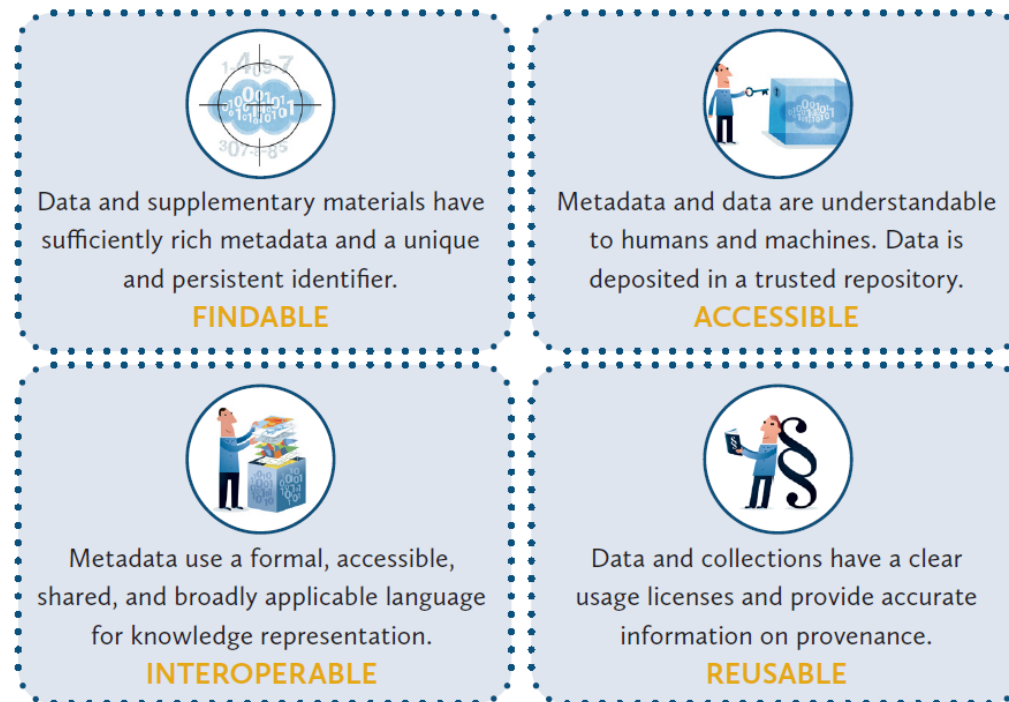 Data and supplementary materials have
sufficiently rich metadata and a unique
and persistent identifier.
FINDABLE
Metadata and data are understandable
to humans and machines. Data is
deposited in a trusted repository.
ACCESSIBLE
Metadata use a formal, accessible,
shared, and broadly applicable language
for knowledge representation.
INTEROPERABLE
Data and collections have a clear
usage licenses and provide accurate
information on provenance.
REUSABLE